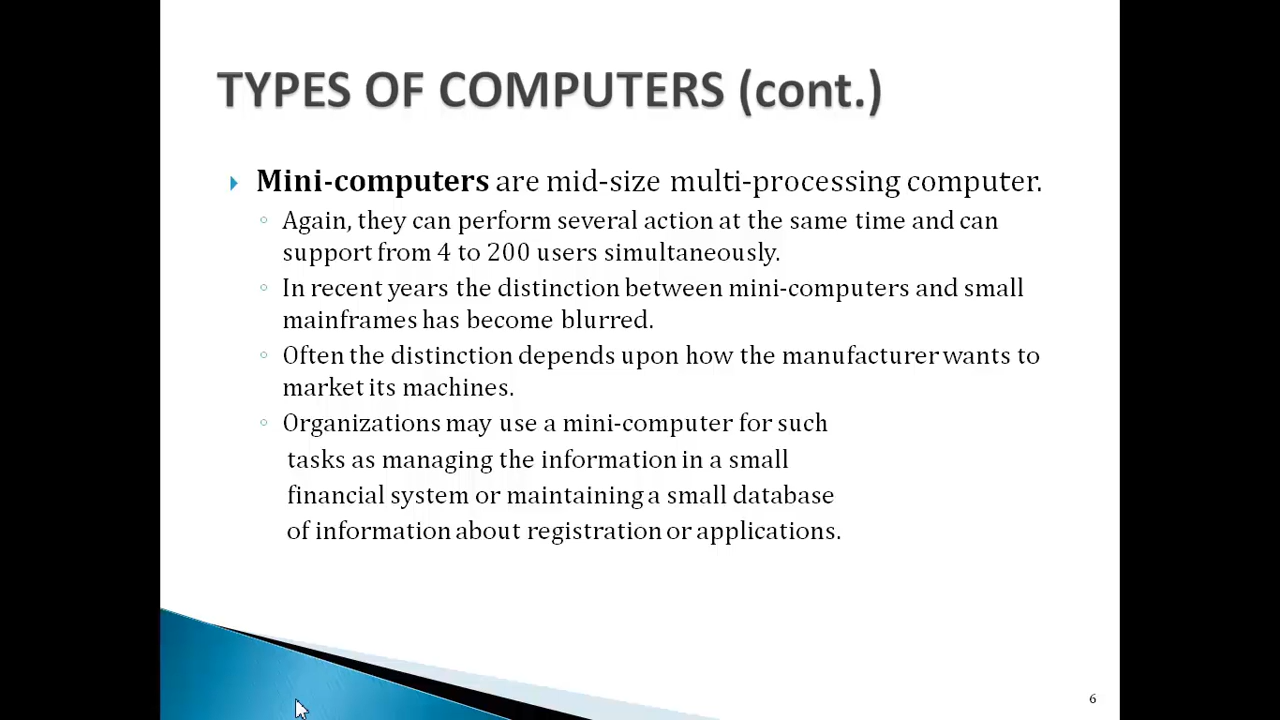 TYPES OF COMPUTERS (cont.)
Mini-computers are mid-size multi-processing computer.
Again, they can perform several action at the same time and can
support from 4 to 200 users simultaneously.
In recent years the distinction between mini-computers and small
mainframes has become blurred.
Often the distinction depends upon how the manufacturer wants to
market its machines.
Organizations may use a mini-computer for such
tasks as managing the information in a small
financial system or maintaining a small database
of information about registration or applications.
6